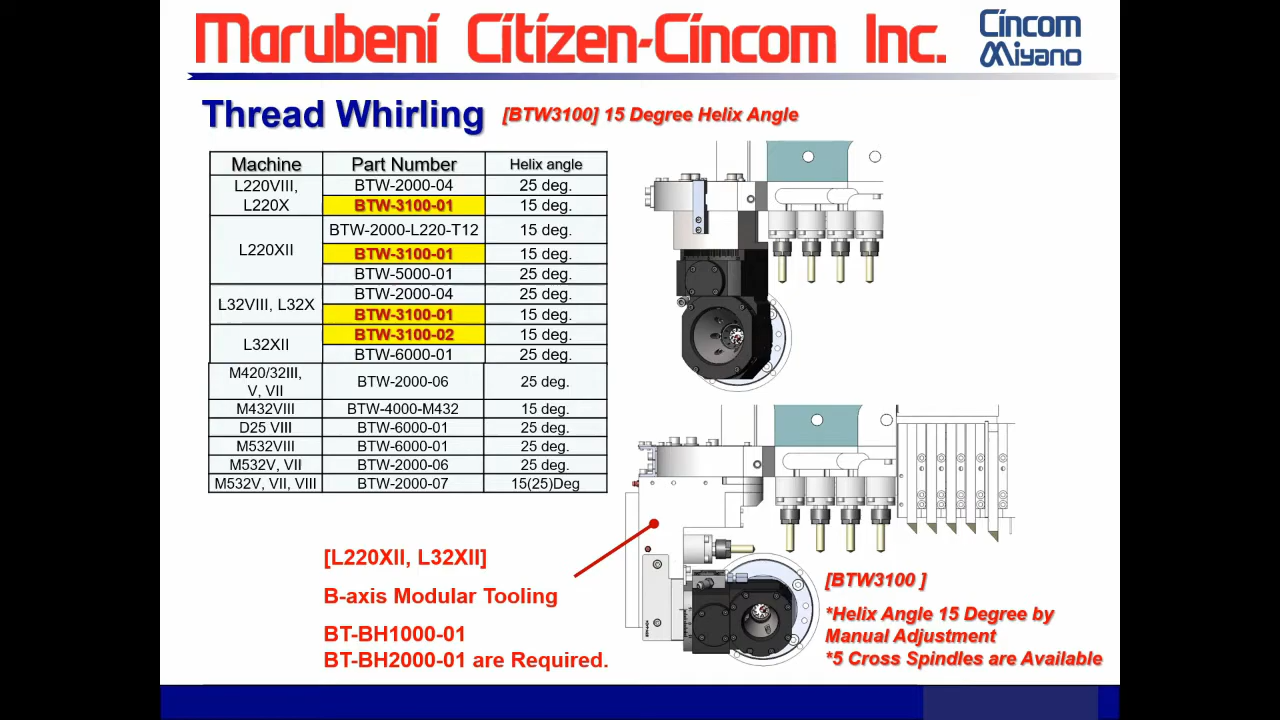 Marubeni Citizen-Cincom Inc.
Cincom
Miyano
Thread Whirling [BTW3100] 15 Degree Helix Angle
Machine Part Number Helix angle
L220VIII, L220X BTW-2000-04 25 deg.
BTW-3100-01 15 deg.
L220XII BTW-2000-L220-T12 15 deg.
BTW-3100-01 15 deg.
BTW-5000-01 25 deg.
L32VIII, L32X BTW-2000-04 25 deg.
BTW-3100-01 15 deg.
L32XII BTW-3100-02 15 deg.
BTW-6000-01 25 deg.
M420/32III, V, VII BTW-2000-06 25 deg.
M432VIII BTW-4000-M432 15 deg.
D25 VIII BTW-6000-01 25 deg.
M532VIII BTW-6000-01 25 deg.
M532V, VII BTW-2000-06 25 deg.
M532V, VII, VIII BTW-2000-07 15(25)Deg
[L220XII, L32XII]
B-axis Modular Tooling
BT-BH1000-01
BT-BH2000-01 are Required.
[BTW3100 ]
*Helix Angle 15 Degree by
Manual Adjustment
*5 Cross Spindles are Available